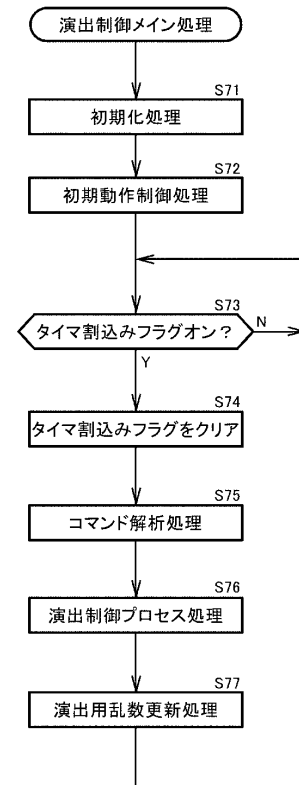 演出制御メイン処理
S71
初期化処理
S72
初期動作制御処理
S73
タイマ割込みフラグオン？
N
Y
S74
タイマ割込みフラグをクリア
S75
コマンド解析処理
S76
演出制御プロセス処理
S77
演出用乱数更新処理